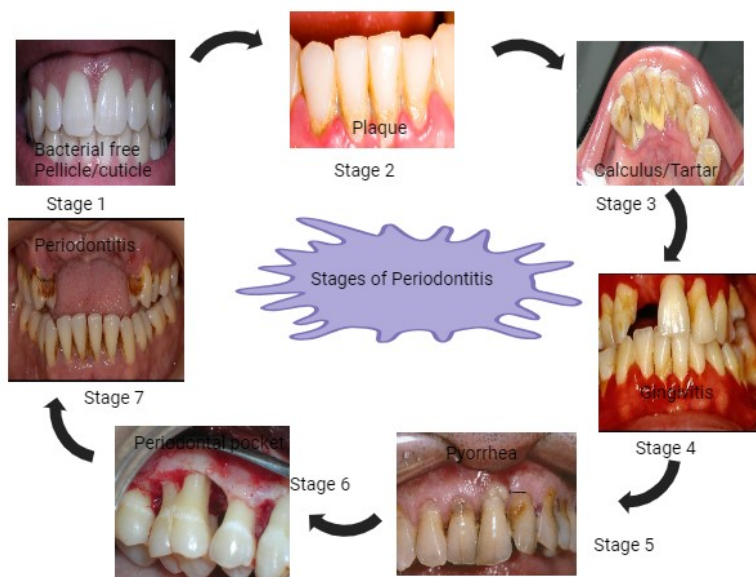 Bacterial free
Pellicle/cuticle
Stage 1
Plaque
Stage 2
Calculus/Tartar
Stage 3
Gingivitis
Stage 4
Pyorrhea
Stage 5
Periodontal pocket
Stage 6
Periodontitis
Stage 7
Stages of Periodontitis